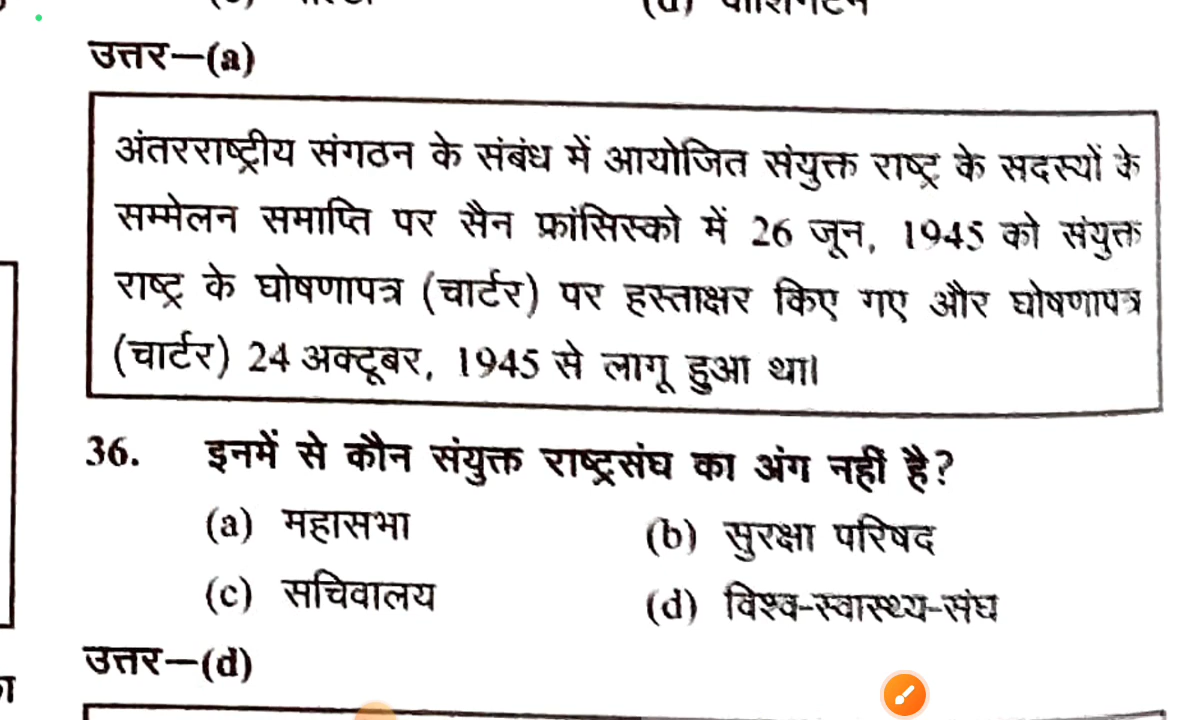 उत्तर—(a)
अंतरराष्ट्रीय संगठन के संबंध में आयोजित संयुक्त राष्ट्र के सदस्यों के
सम्मेलन समाप्ति पर सैन फ्रांसिस्को में 26 जून, 1945 को संयुक्त
राष्ट्र के घोषणापत्र (चार्टर) पर हस्ताक्षर किए गए और घोषणापत्र
(चार्टर) 24 अक्टूबर, 1945 से लागू हुआ था।
36. इनमें से कौन संयुक्त राष्ट्रसंघ का अंग नहीं है?
(a) महासभा (b) सुरक्षा परिषद
(c) सचिवालय (d) विश्व-स्वास्थ्य-संघ
उत्तर—(d)